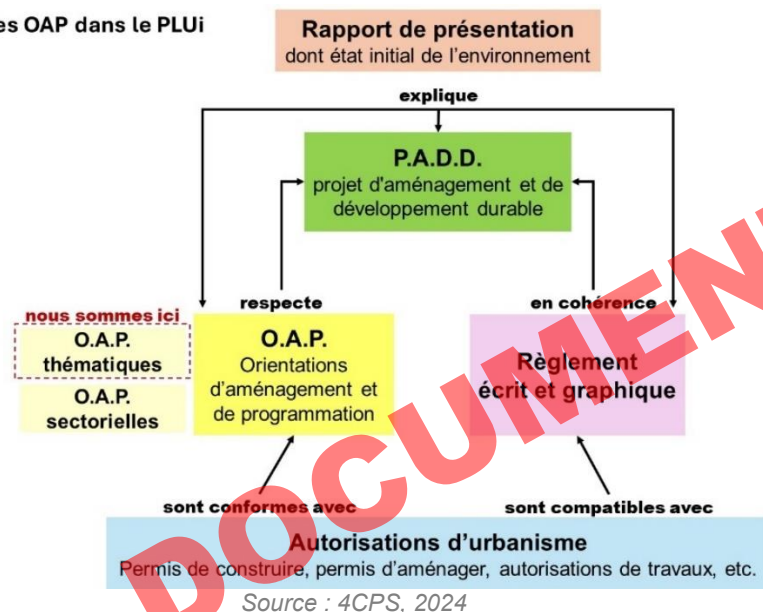 es OAP dans le PLUi
Rapport de présentation
dont état initial de l'environnement
explique
P.A.D.D.
projet d'aménagement et de
développement durable
respecte
en cohérence
nous sommes ici
O.A.P.
thématiques
O.A.P.
sectorielles
O.A.P.
Orientations
d'aménagement et
de programmation
Règlement
écrit et graphique
sont conformes avec
sont compatibles avec
Autorisations d'urbanisme
Permis de construire, permis d'aménager, autorisations de travaux, etc.
Source : 4CPS, 2024
DOCUMEN